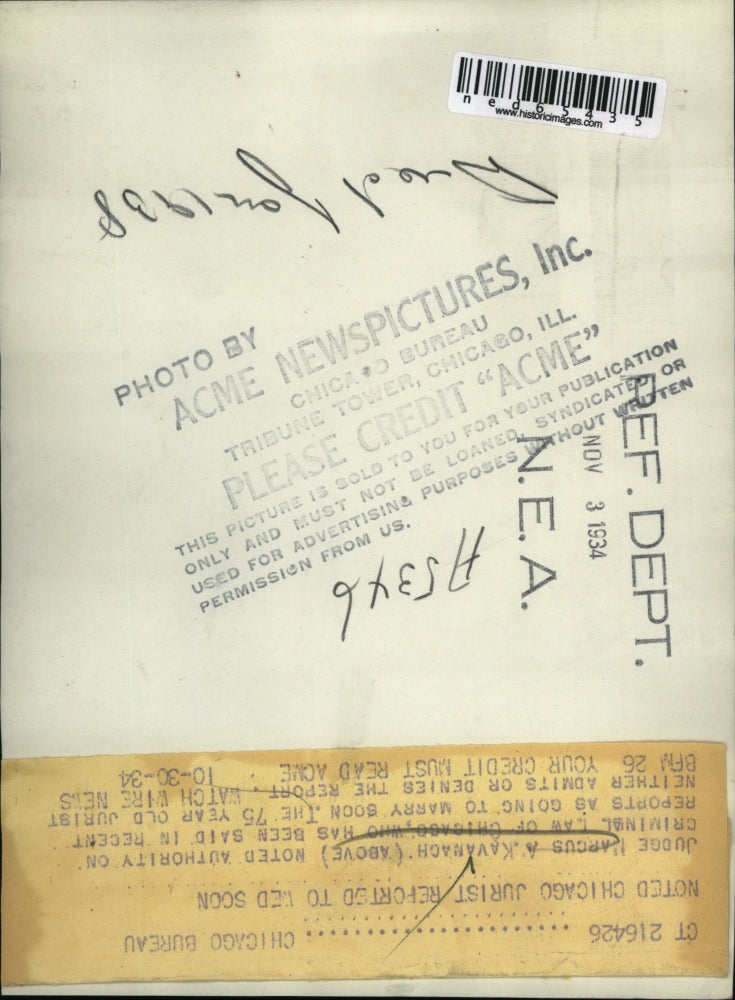 ned65435
www.historicimages.com
Died Jan 1938
PHOTO BY
ACME NEWSPICTURES, Inc.
CHICAGO BUREAU
TRIBUNE TOWER, CHICAGO, ILL.
PLEASE CREDIT "ACME"
THIS PICTURE IS SOLD TO YOU FOR YOUR PUBLICATION
ONLY AND MUST NOT BE LOANED, SYNDICATED OR
USED FOR ADVERTISING PURPOSES WITHOUT WRITTEN
PERMISSION FROM US.
REF. DEPT.
NOV 3 1934
N.E.A.
A5346
CT 216426 CHICAGO BUREAU
NOTED CHICAGO JURIST REPORTED TO WED SOON
JUDGE MARCUS A. KAVANAGH (ABOVE) NOTED AUTHORITY ON
CRIMINAL LAW OF CHICAGO, WHO HAS BEEN SAID IN RECENT
REPORTS AS GOING TO MARRY SOON. THE 75 YEAR OLD JURIST
NEITHER ADMITS OR DENIES THE REPORT. WATCH WIRE NEWS
BFM 26 YOUR CREDIT MUST READ ACME 10-30-34